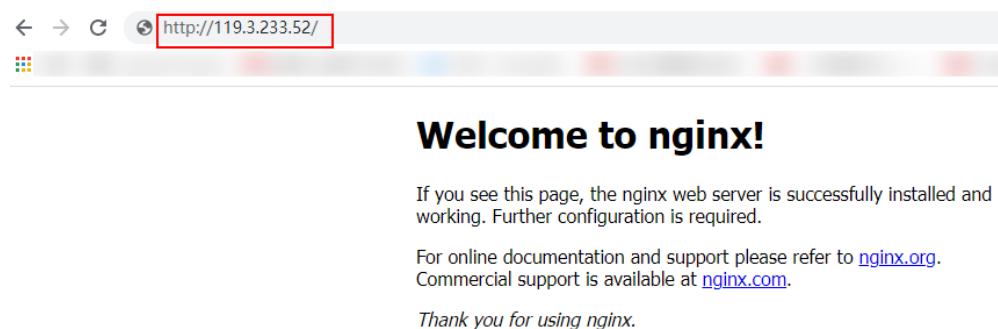 http://119.3.233.52/
Welcome to nginx!
If you see this page, the nginx web server is successfully installed and
working. Further configuration is required.
For online documentation and support please refer to nginx.org.
Commercial support is available at nginx.com.
Thank you for using nginx.